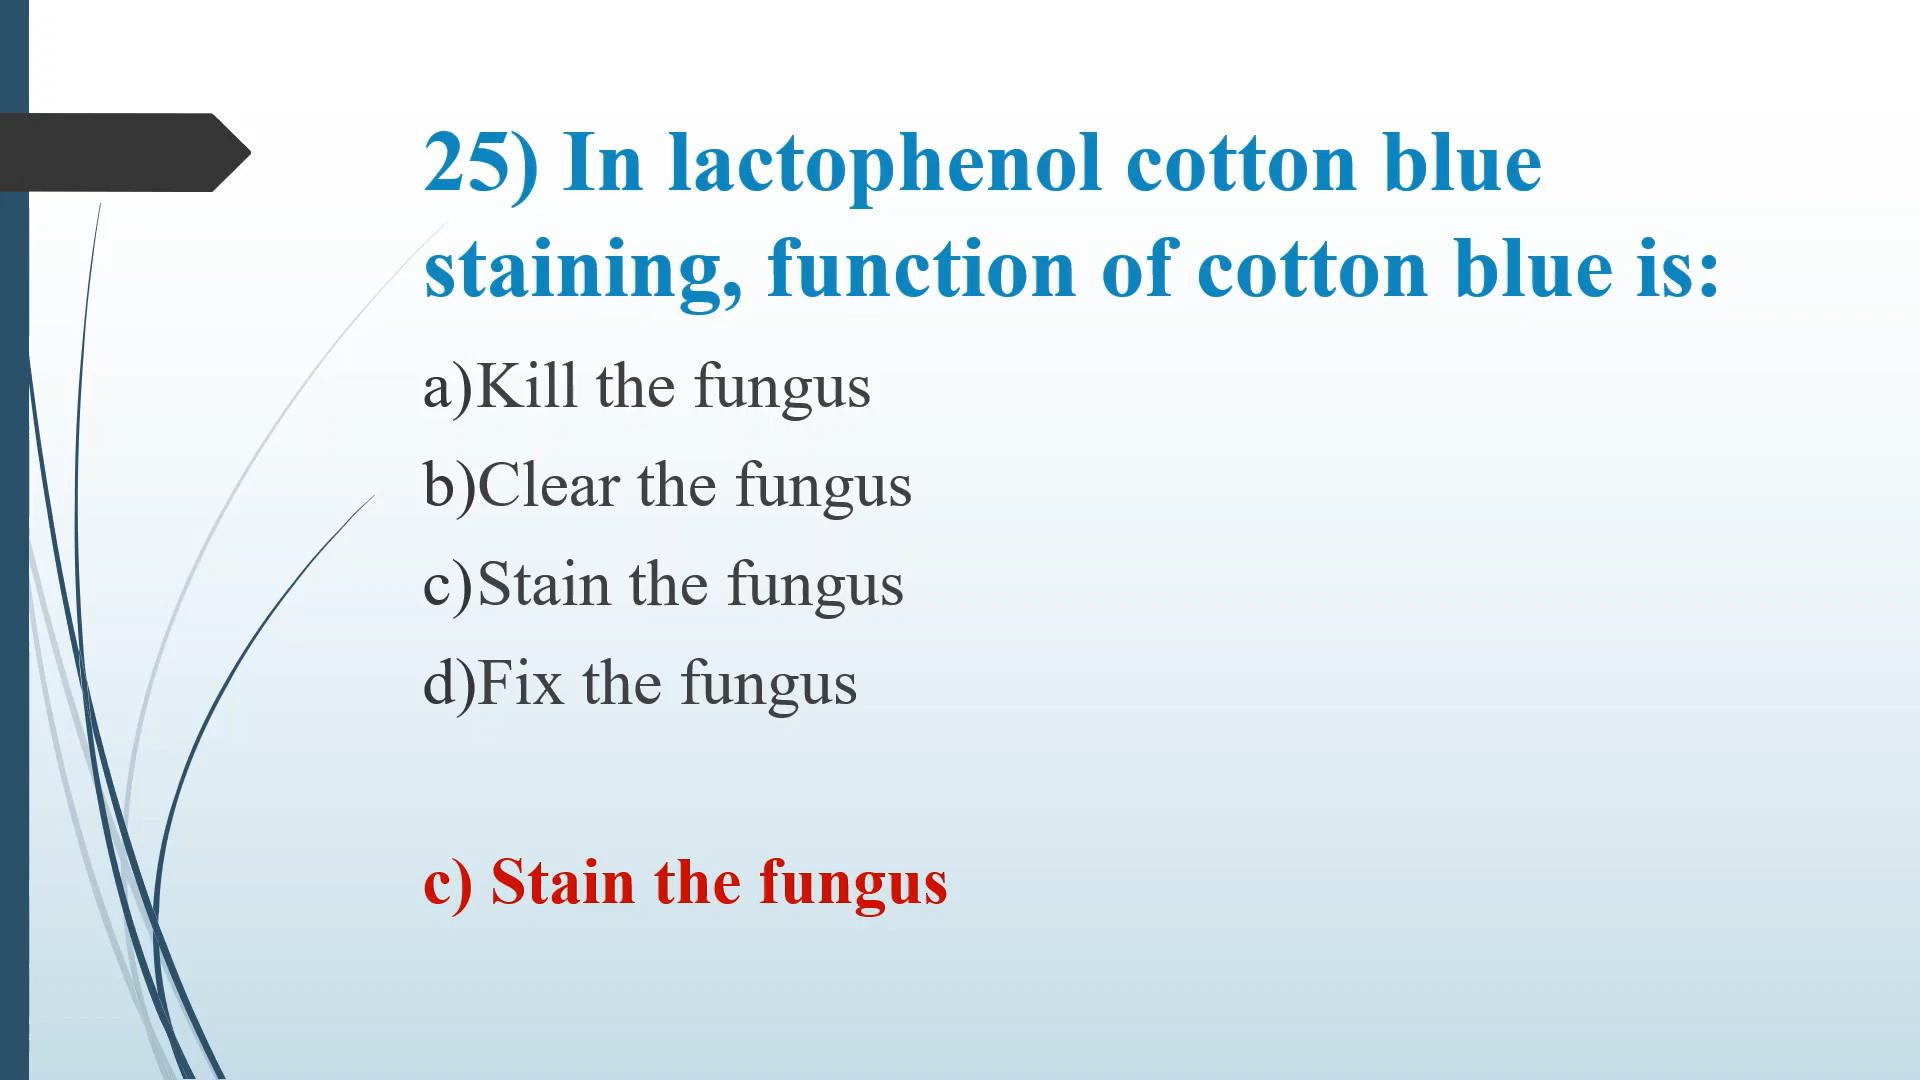 25) In lactophenol cotton blue
staining, function of cotton blue is:
a)Kill the fungus
b)Clear the fungus
c)Stain the fungus
d)Fix the fungus
c) Stain the fungus